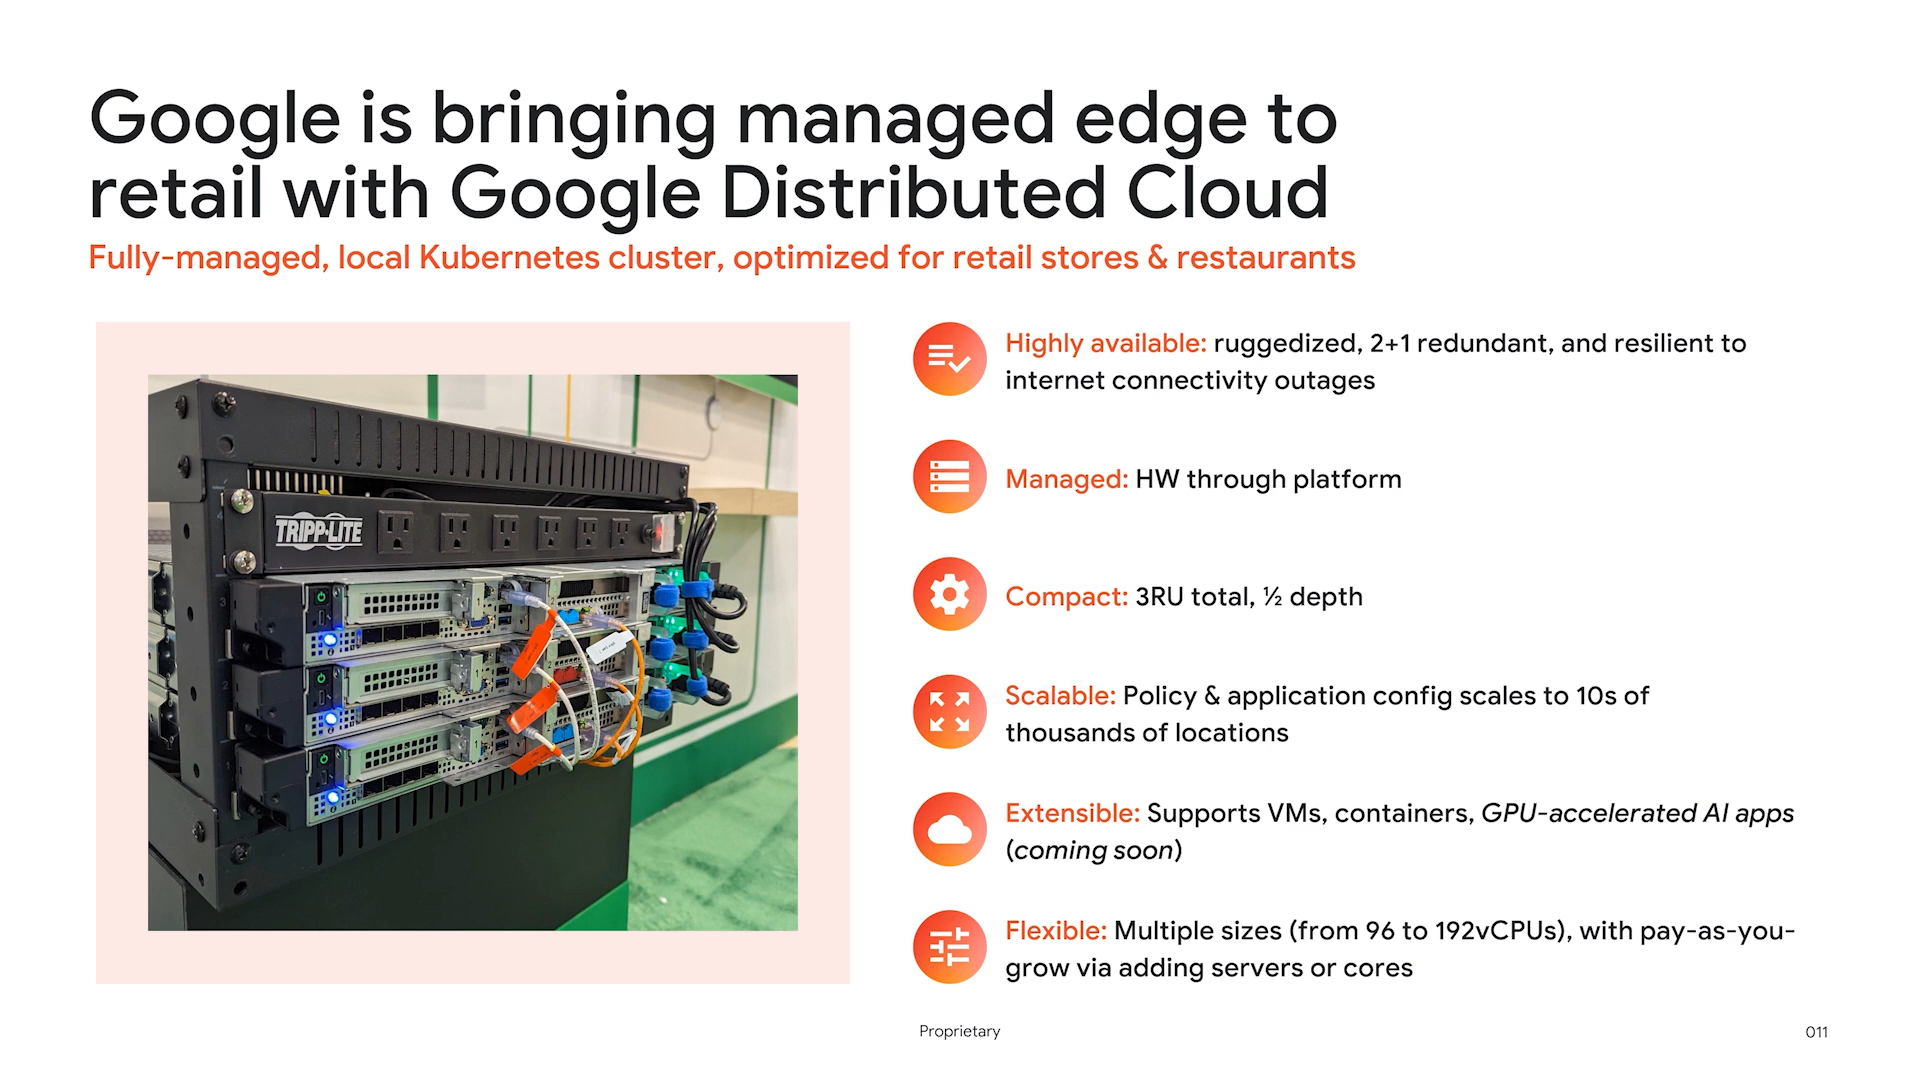 Google is bringing managed edge to
retail with Google Distributed Cloud
Fully-managed, local Kubernetes cluster, optimized for retail stores & restaurants
TRIPP·LITE
Highly available: ruggedized, 2+1 redundant, and resilient to
internet connectivity outages
Managed: HW through platform
Compact: 3RU total, ½ depth
Scalable: Policy & application config scales to 10s of
thousands of locations
Extensible: Supports VMs, containers, GPU-accelerated AI apps
(coming soon)
Flexible: Multiple sizes (from 96 to 192vCPUs), with pay-as-you-
grow via adding servers or cores
Proprietary
011